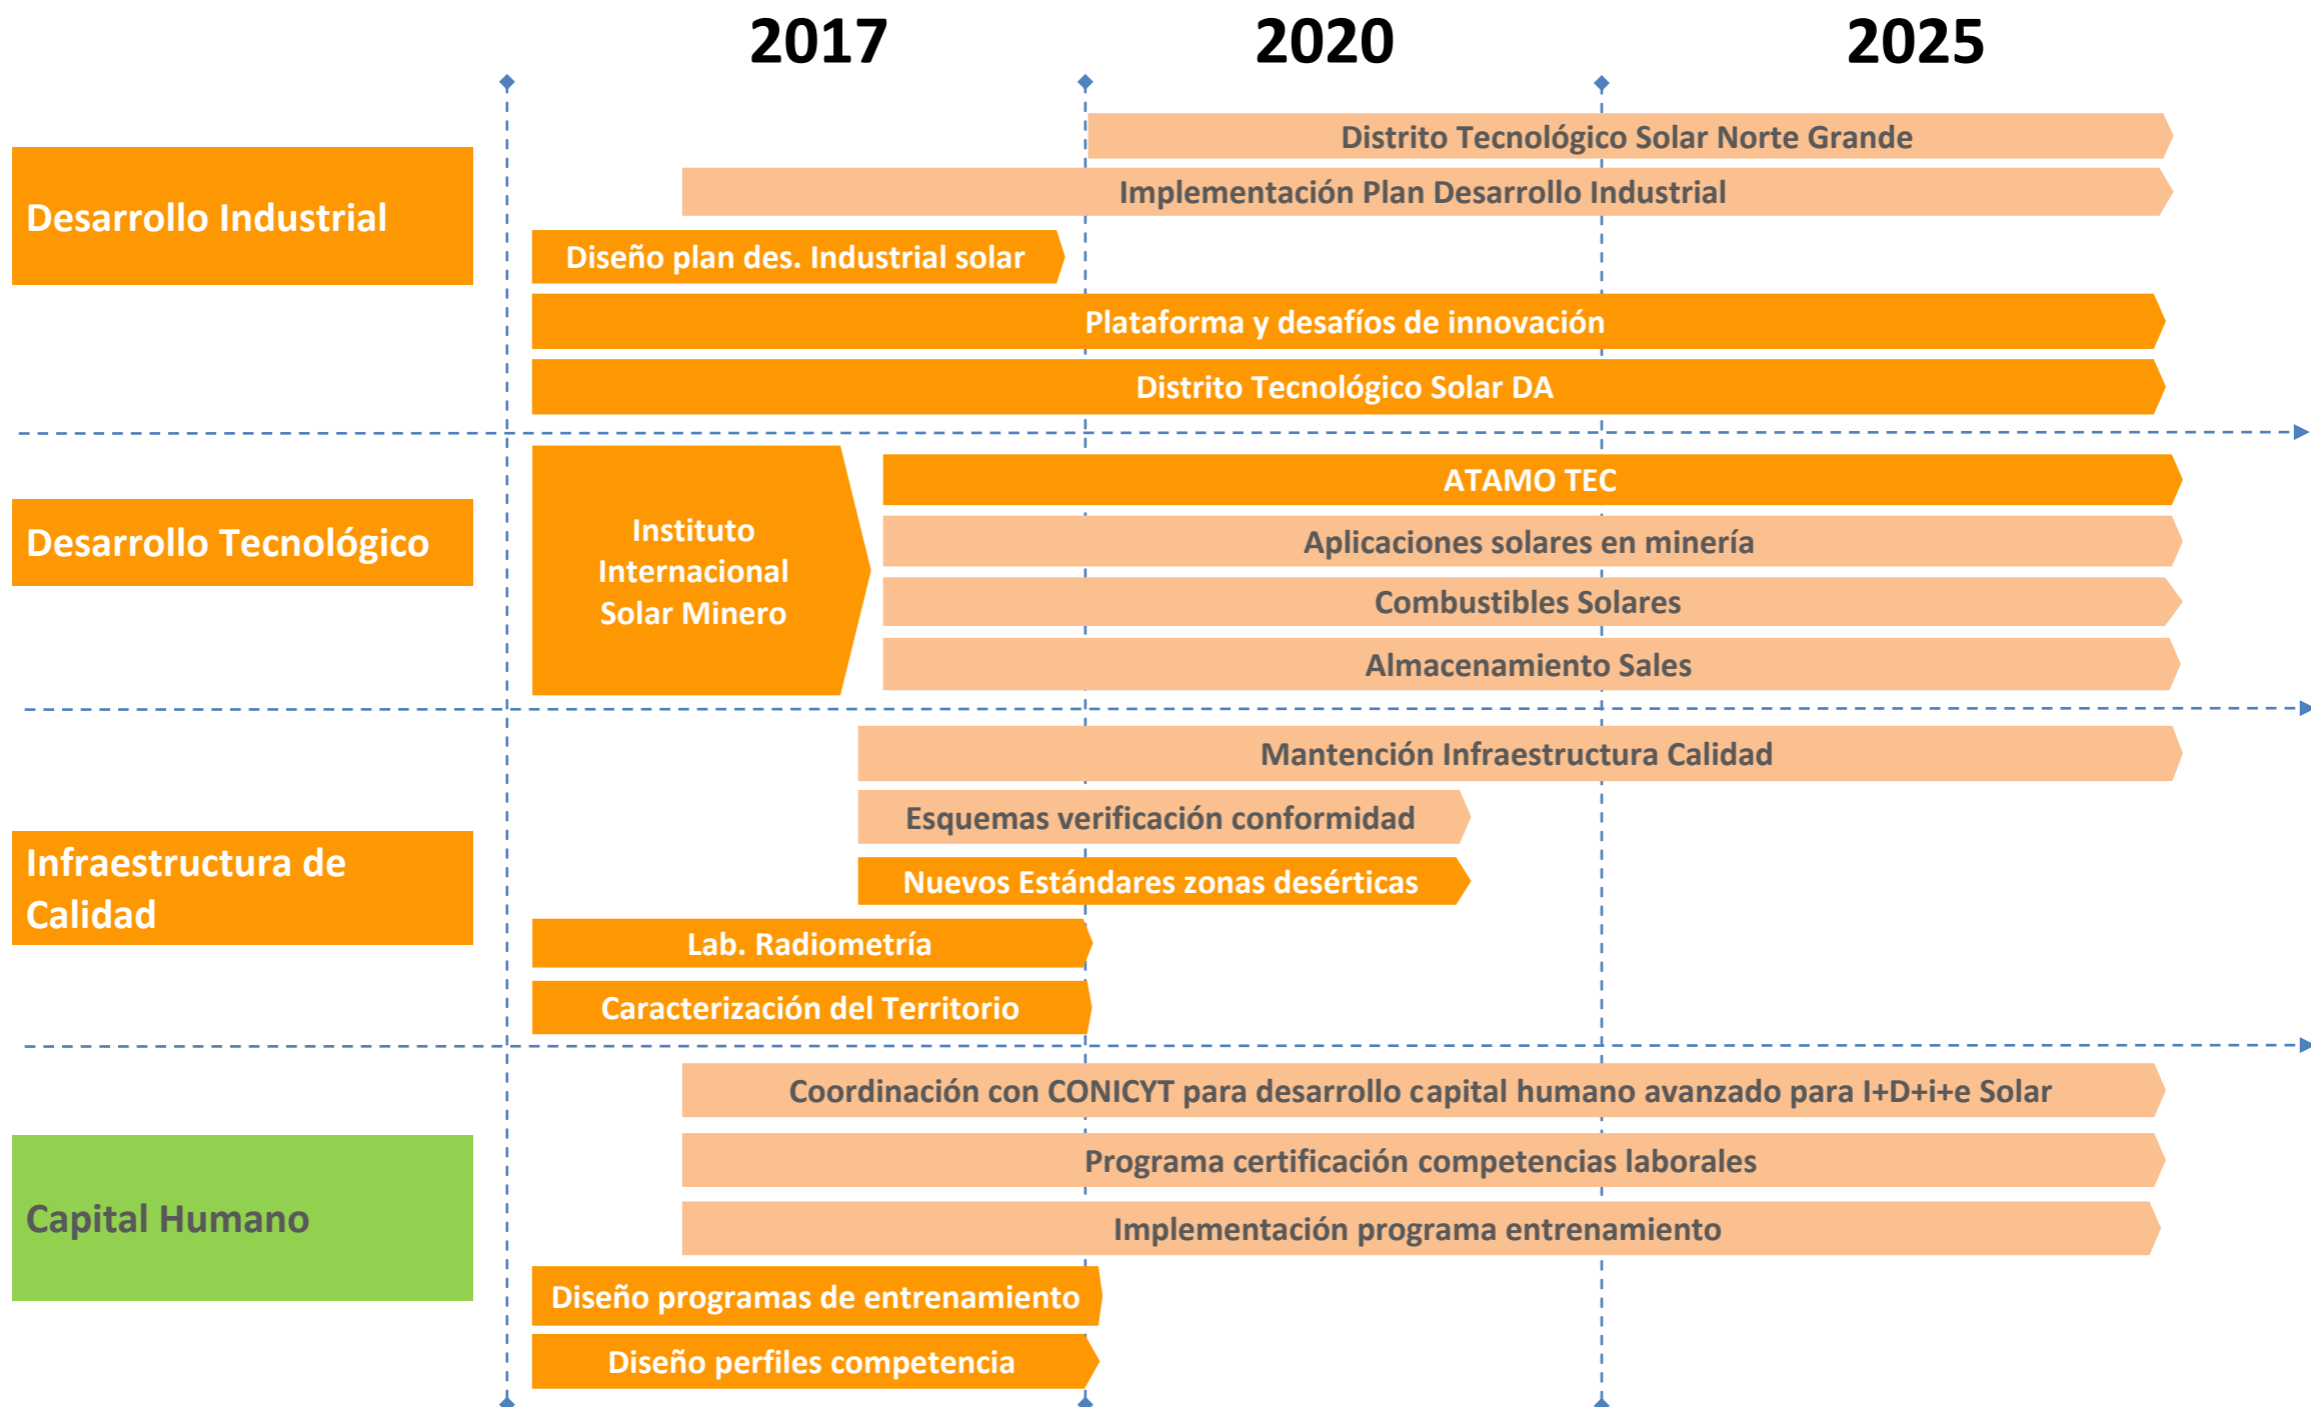 2017
2020
2025
Desarrollo Industrial
Distrito Tecnológico Solar Norte Grande
Implementación Plan Desarrollo Industrial
Diseño plan des. Industrial solar
Plataforma y desafíos de innovación
Distrito Tecnológico Solar DA
Desarrollo Tecnológico
Instituto
Internacional
Solar Minero
ATAMO TEC
Aplicaciones solares en minería
Combustibles Solares
Almacenamiento Sales
Infraestructura de
Calidad
Mantención Infraestructura Calidad
Esquemas verificación conformidad
Nuevos Estándares zonas desérticas
Lab. Radiometría
Caracterización del Territorio
Capital Humano
Coordinación con CONICYT para desarrollo capital humano avanzado para I+D+i+e Solar
Programa certificación competencias laborales
Implementación programa entrenamiento
Diseño programas de entrenamiento
Diseño perfiles competencia